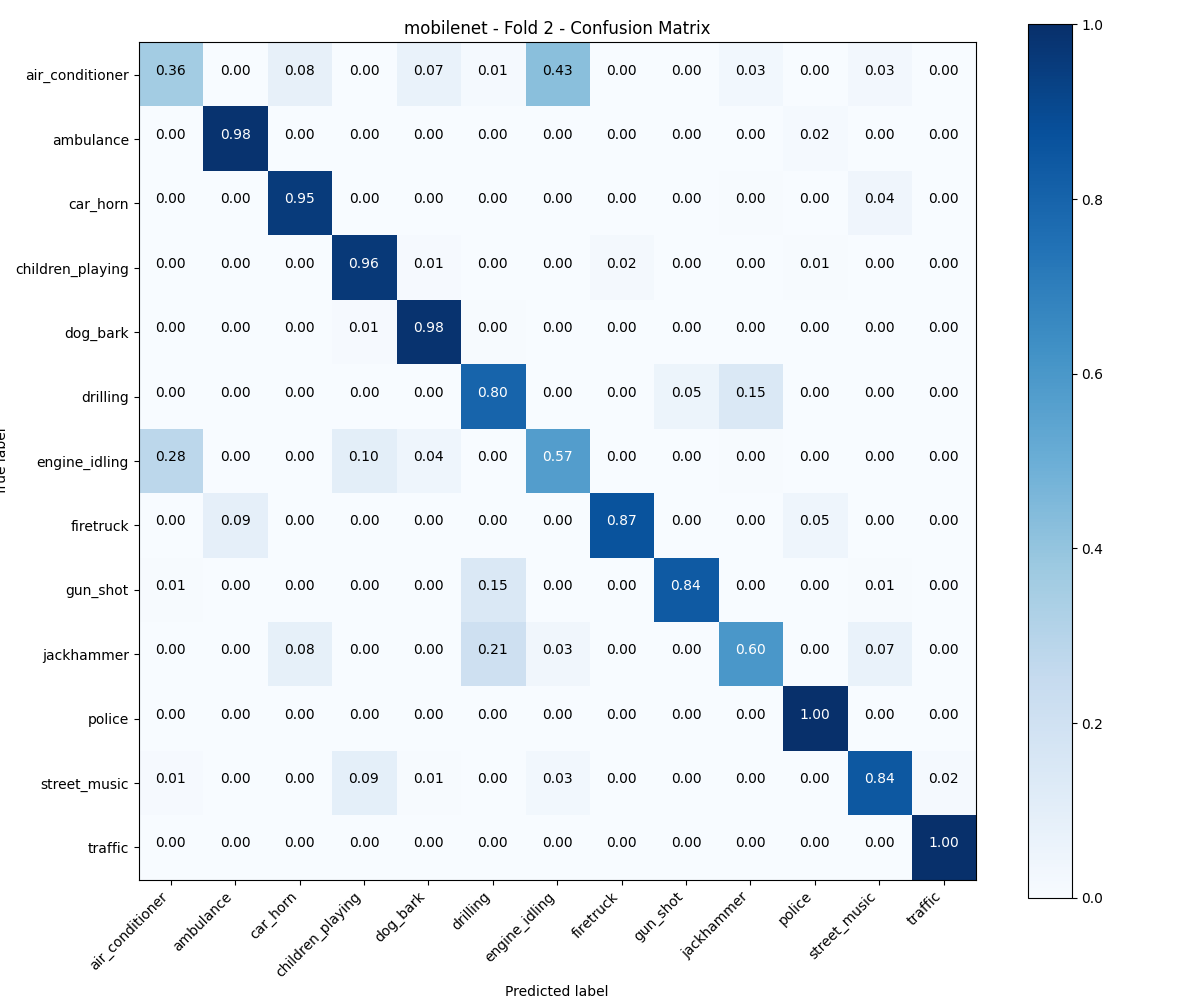 mobilenet - Fold 2 - Confusion Matrix
air_conditioner 0.36 0.00 0.08 0.00 0.07 0.01 0.43 0.00 0.00 0.03 0.00 0.03 0.00
ambulance 0.00 0.98 0.00 0.00 0.00 0.00 0.00 0.00 0.00 0.00 0.02 0.00 0.00
car_horn 0.00 0.00 0.95 0.00 0.00 0.00 0.00 0.00 0.00 0.00 0.00 0.04 0.00
children_playing 0.00 0.00 0.00 0.96 0.01 0.00 0.00 0.02 0.00 0.00 0.01 0.00 0.00
dog_bark 0.00 0.00 0.00 0.01 0.98 0.00 0.00 0.00 0.00 0.00 0.00 0.00 0.00
drilling 0.00 0.00 0.00 0.00 0.00 0.80 0.00 0.00 0.05 0.15 0.00 0.00 0.00
engine_idling 0.28 0.00 0.00 0.10 0.04 0.00 0.57 0.00 0.00 0.00 0.00 0.00 0.00
firetruck 0.00 0.09 0.00 0.00 0.00 0.00 0.00 0.87 0.00 0.00 0.05 0.00 0.00
gun_shot 0.01 0.00 0.00 0.00 0.00 0.15 0.00 0.00 0.84 0.00 0.00 0.01 0.00
jackhammer 0.00 0.00 0.08 0.00 0.00 0.21 0.03 0.00 0.00 0.60 0.00 0.07 0.00
police 0.00 0.00 0.00 0.00 0.00 0.00 0.00 0.00 0.00 0.00 1.00 0.00 0.00
street_music 0.01 0.00 0.00 0.09 0.01 0.00 0.03 0.00 0.00 0.00 0.00 0.84 0.02
traffic 0.00 0.00 0.00 0.00 0.00 0.00 0.00 0.00 0.00 0.00 0.00 0.00 1.00
air_conditioner ambulance car_horn children_playing dog_bark drilling engine_idling firetruck gun_shot jackhammer police street_music traffic
Predicted label
1.0
0.8
0.6
0.4
0.2
0.0